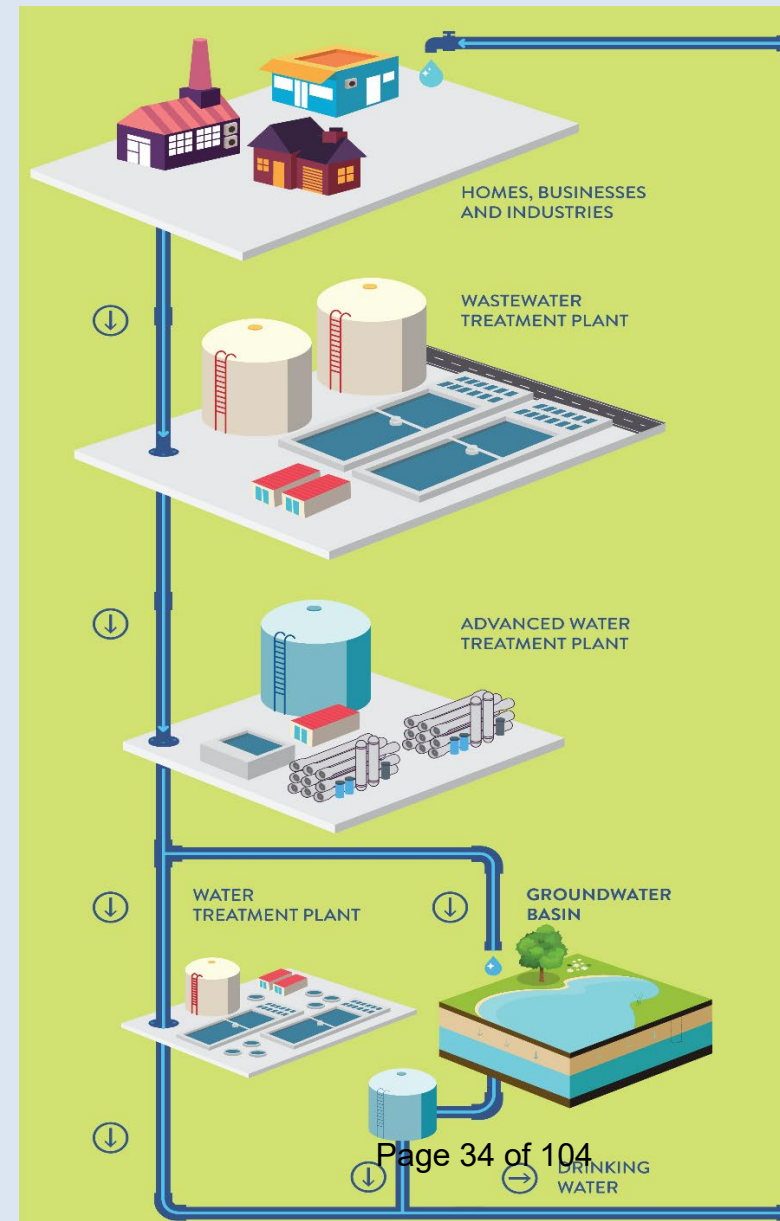 HOMES, BUSINESSES
AND INDUSTRIES
WASTEWATER
TREATMENT PLANT
ADVANCED WATER
TREATMENT PLANT
WATER
TREATMENT PLANT
GROUNDWATER
BASIN
Page 34 of 104
DRINKING
WATER